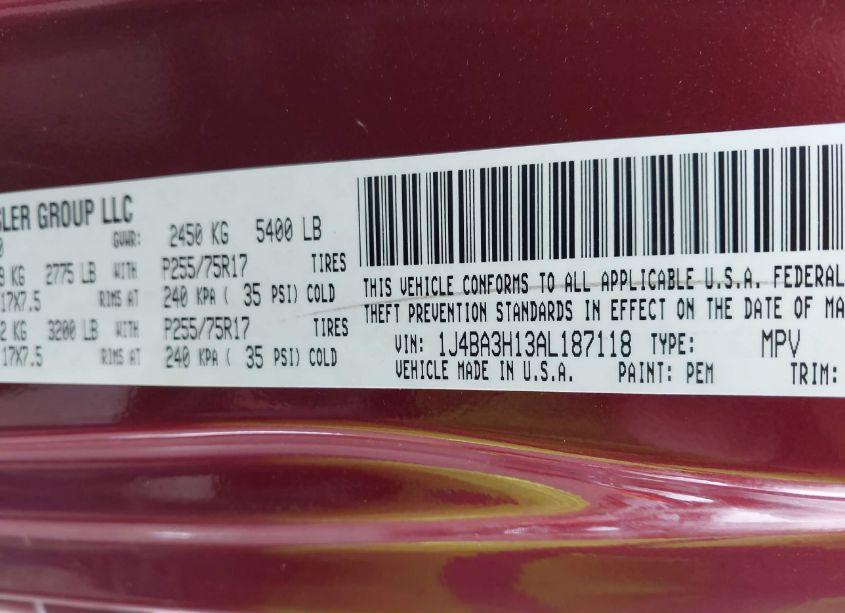 SLER GROUP LLC
0
GVWR: 2450 KG 5400 LB
9 KG 2775 LB WITH P255/75R17 TIRES
17X7.5 RIMS AT 240 KPA ( 35 PSI) COLD
2 KG 3200 LB WITH P255/75R17 TIRES
17X7.5 RIMS AT 240 KPA ( 35 PSI) COLD
THIS VEHICLE CONFORMS TO ALL APPLICABLE U.S.A. FEDERAL
THEFT PREVENTION STANDARDS IN EFFECT ON THE DATE OF MA
VIN: 1J4BA3H13AL187118 TYPE: MPV
VEHICLE MADE IN U.S.A. PAINT: PEM TRIM: